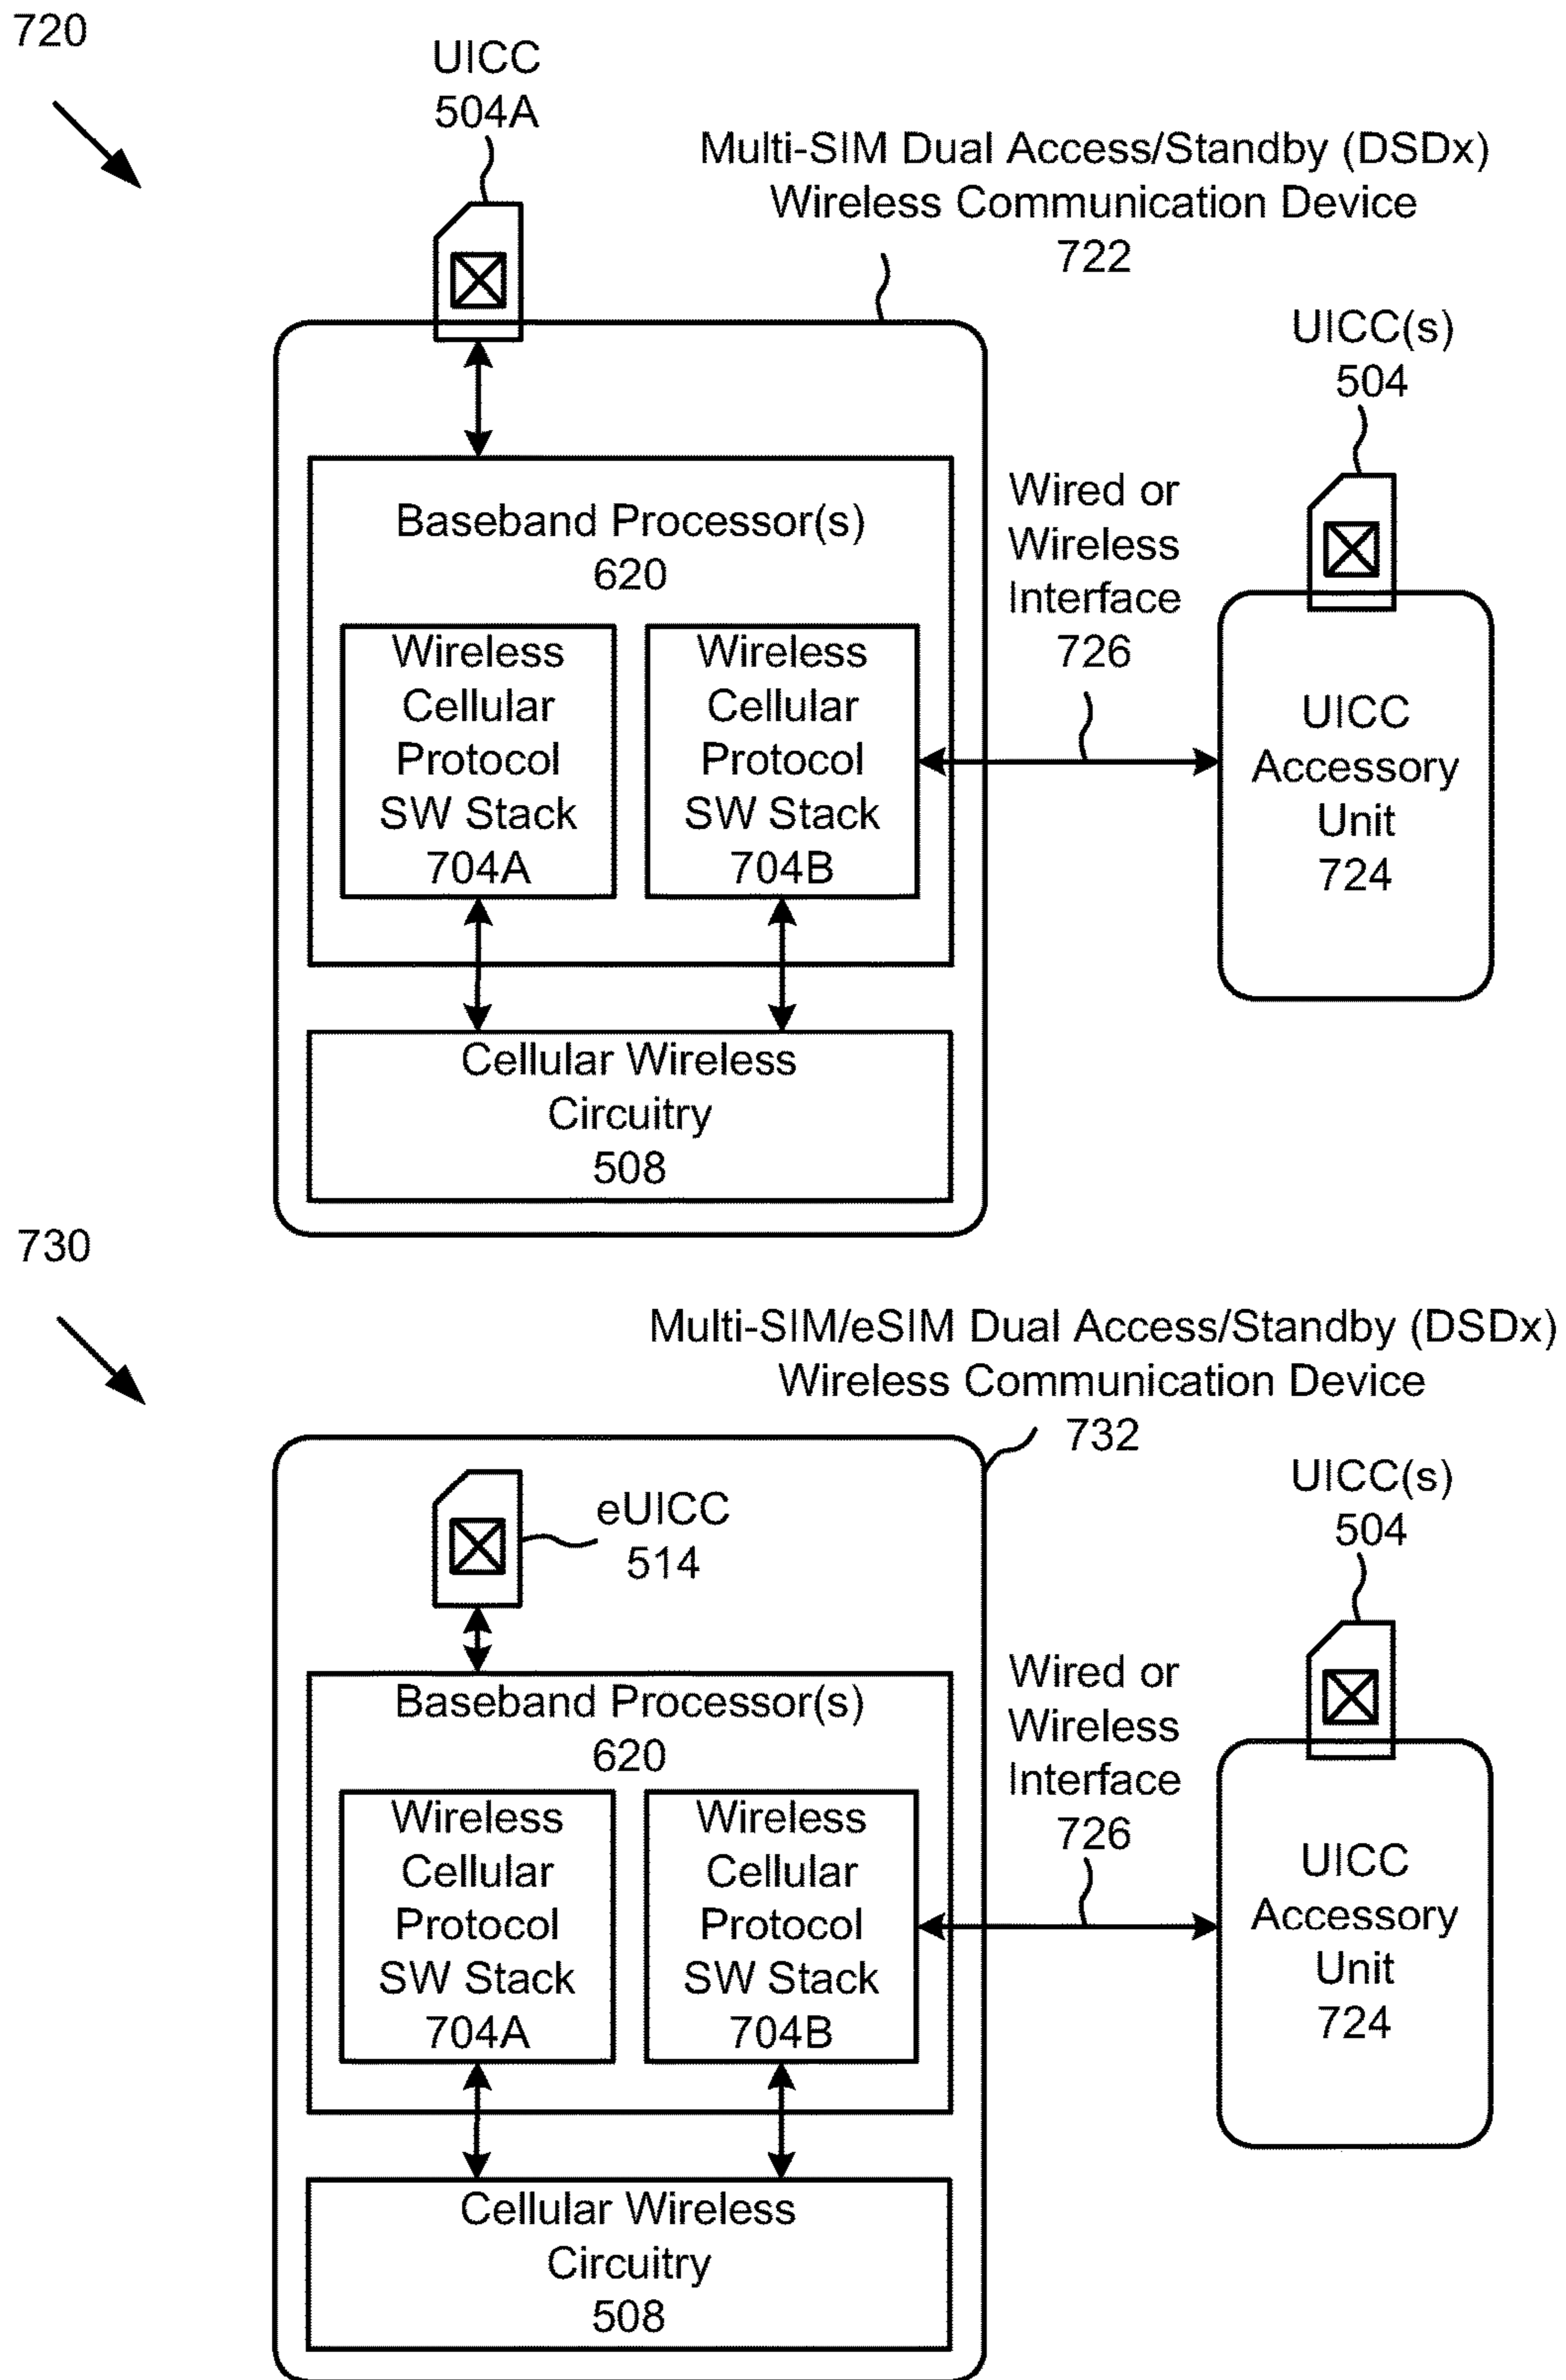 720
UICC
504A
Multi-SIM Dual Access/Standby (DSDx)
Wireless Communication Device
722
UICC(s)
504
Baseband Processor(s)
620
Wired or
Wireless
Interface
726
Wireless
Cellular
Protocol
SW Stack
704A
Wireless
Cellular
Protocol
SW Stack
704B
UICC
Accessory
Unit
724
Cellular Wireless
Circuitry
508
730
Multi-SIM/eSIM Dual Access/Standby (DSDx)
Wireless Communication Device
732
eUICC
514
UICC(s)
504
Baseband Processor(s)
620
Wired or
Wireless
Interface
726
Wireless
Cellular
Protocol
SW Stack
704A
Wireless
Cellular
Protocol
SW Stack
704B
UICC
Accessory
Unit
724
Cellular Wireless
Circuitry
508